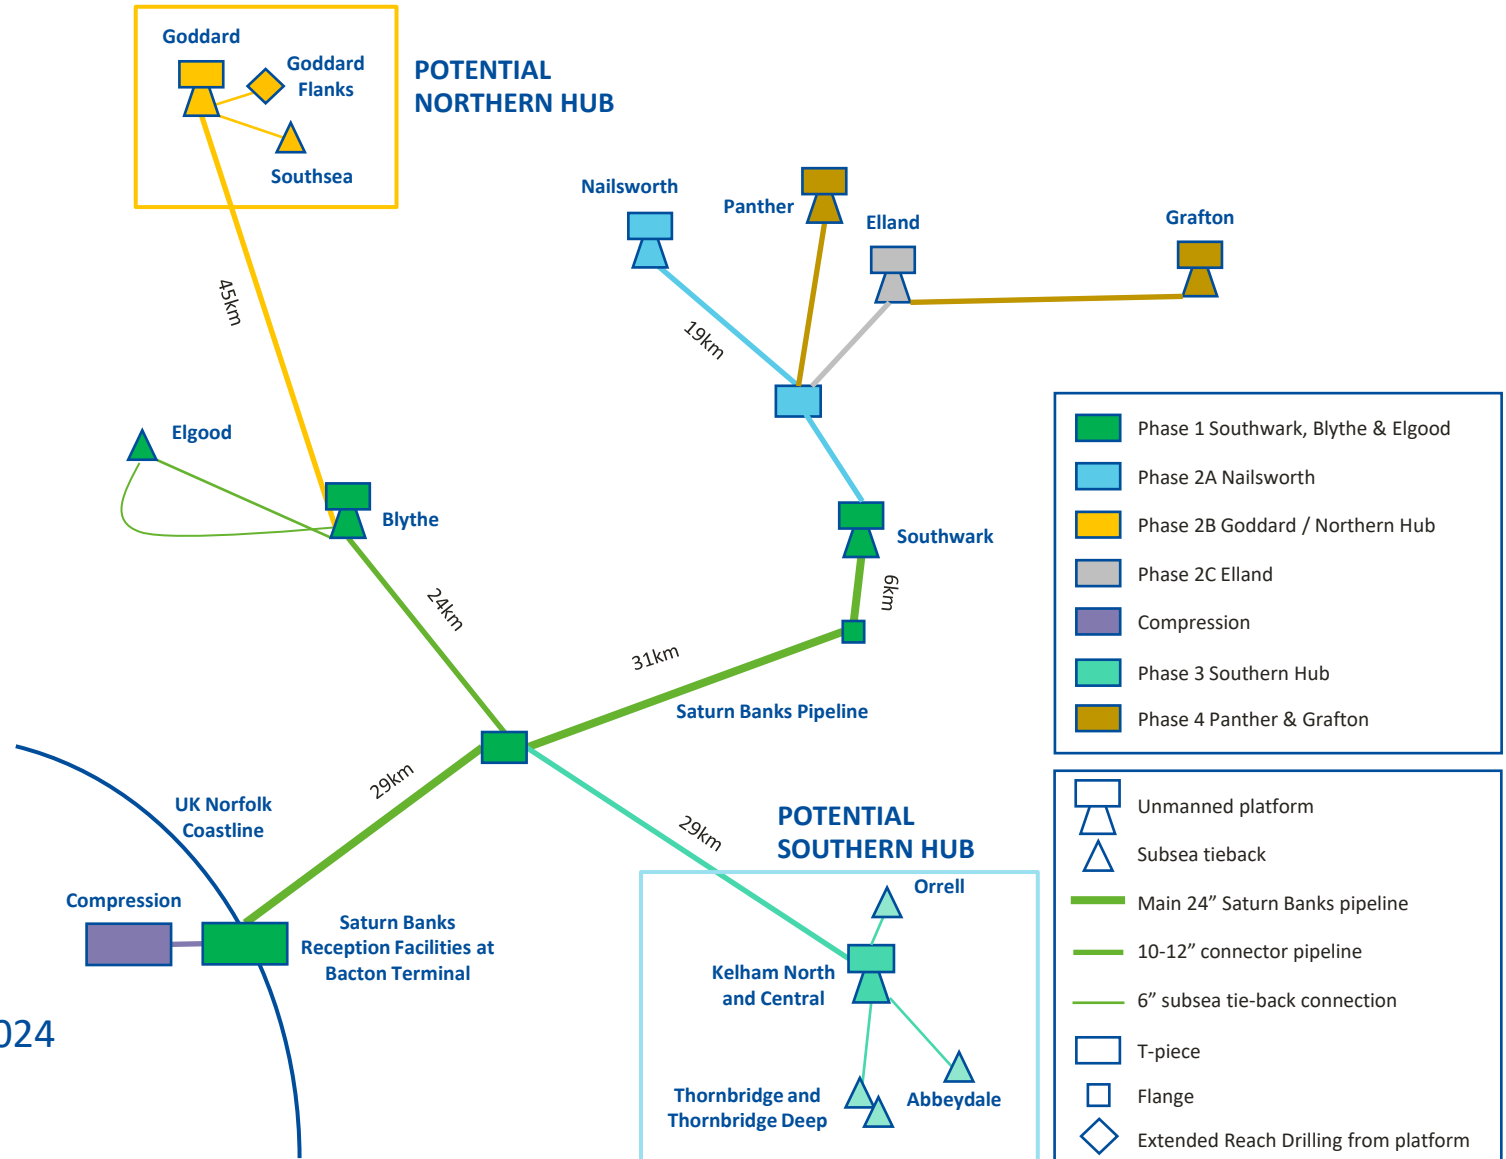 Goddard
Goddard
Flanks
Southsea
POTENTIAL
NORTHERN HUB
Nailsworth
Panther
Elland
Grafton
45km
19km
Elgood
Blythe
Southwark
24km
6km
31km
Saturn Banks Pipeline
29km
29km
UK Norfolk
Coastline
Compression
Saturn Banks
Reception Facilities at
Bacton Terminal
024
POTENTIAL
SOUTHERN HUB
Orrell
Kelham North
and Central
Thornbridge and
Thornbridge Deep
Abbeydale
Phase 1 Southwark, Blythe & Elgood
Phase 2A Nailsworth
Phase 2B Goddard / Northern Hub
Phase 2C Elland
Compression
Phase 3 Southern Hub
Phase 4 Panther & Grafton
Unmanned platform
Subsea tieback
Main 24” Saturn Banks pipeline
10-12” connector pipeline
6” subsea tie-back connection
T-piece
Flange
Extended Reach Drilling from platform